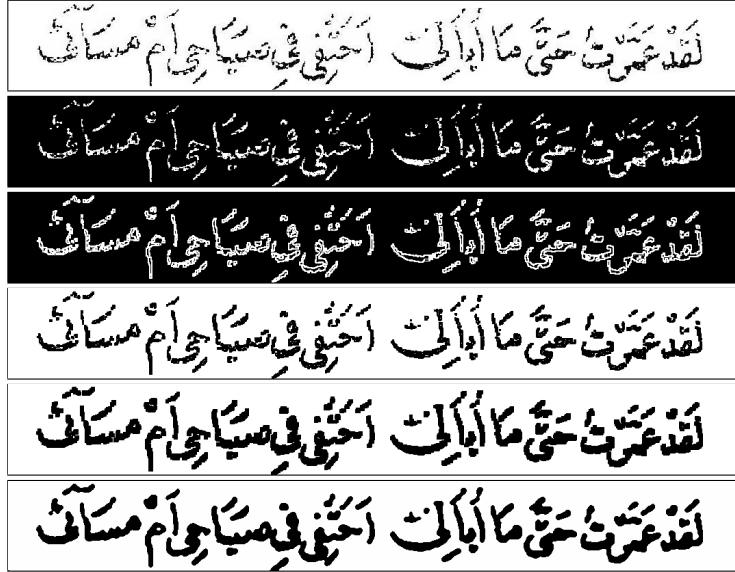 لَقَدْ عَمَّرْتُ حَتَّى مَا أُبَالِي اَحَتْفِي فِي صَبَاحِي اَمْ مَسَائِي
لَقَدْ عَمَّرْتُ حَتَّى مَا أُبَالِي اَحَتْفِي فِي صَبَاحِي اَمْ مَسَائِي
لَقَدْ عَمَّرْتُ حَتَّى مَا أُبَالِي اَحَتْفِي فِي صَبَاحِي اَمْ مَسَائِي
لَقَدْ عَمَّرْتُ حَتَّى مَا أُبَالِي اَحَتْفِي فِي صَبَاحِي اَمْ مَسَائِي
لَقَدْ عَمَّرْتُ حَتَّى مَا أُبَالِي اَحَتْفِي فِي صَبَاحِي اَمْ مَسَائِي
لَقَدْ عَمَّرْتُ حَتَّى مَا أُبَالِي اَحَتْفِي فِي صَبَاحِي اَمْ مَسَائِي